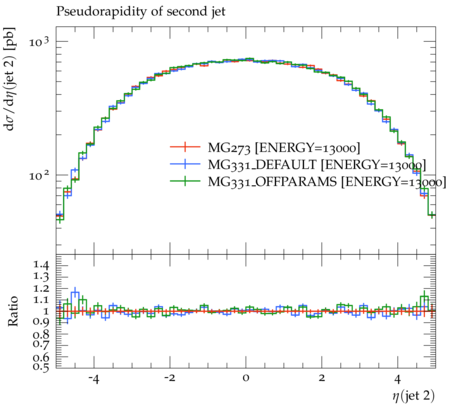 Pseudorapidity of second jet
dσ/dη(jet 2) [pb]
10³
10²
MG273 [ENERGY=13000]
MG331_DEFAULT [ENERGY=13000]
MG331_OFFPARAMS [ENERGY=13000]
Ratio
1.4
1.3
1.2
1.1
1
0.9
0.8
0.7
0.6
0.5
-4 -2 0 2 4
η(jet 2)